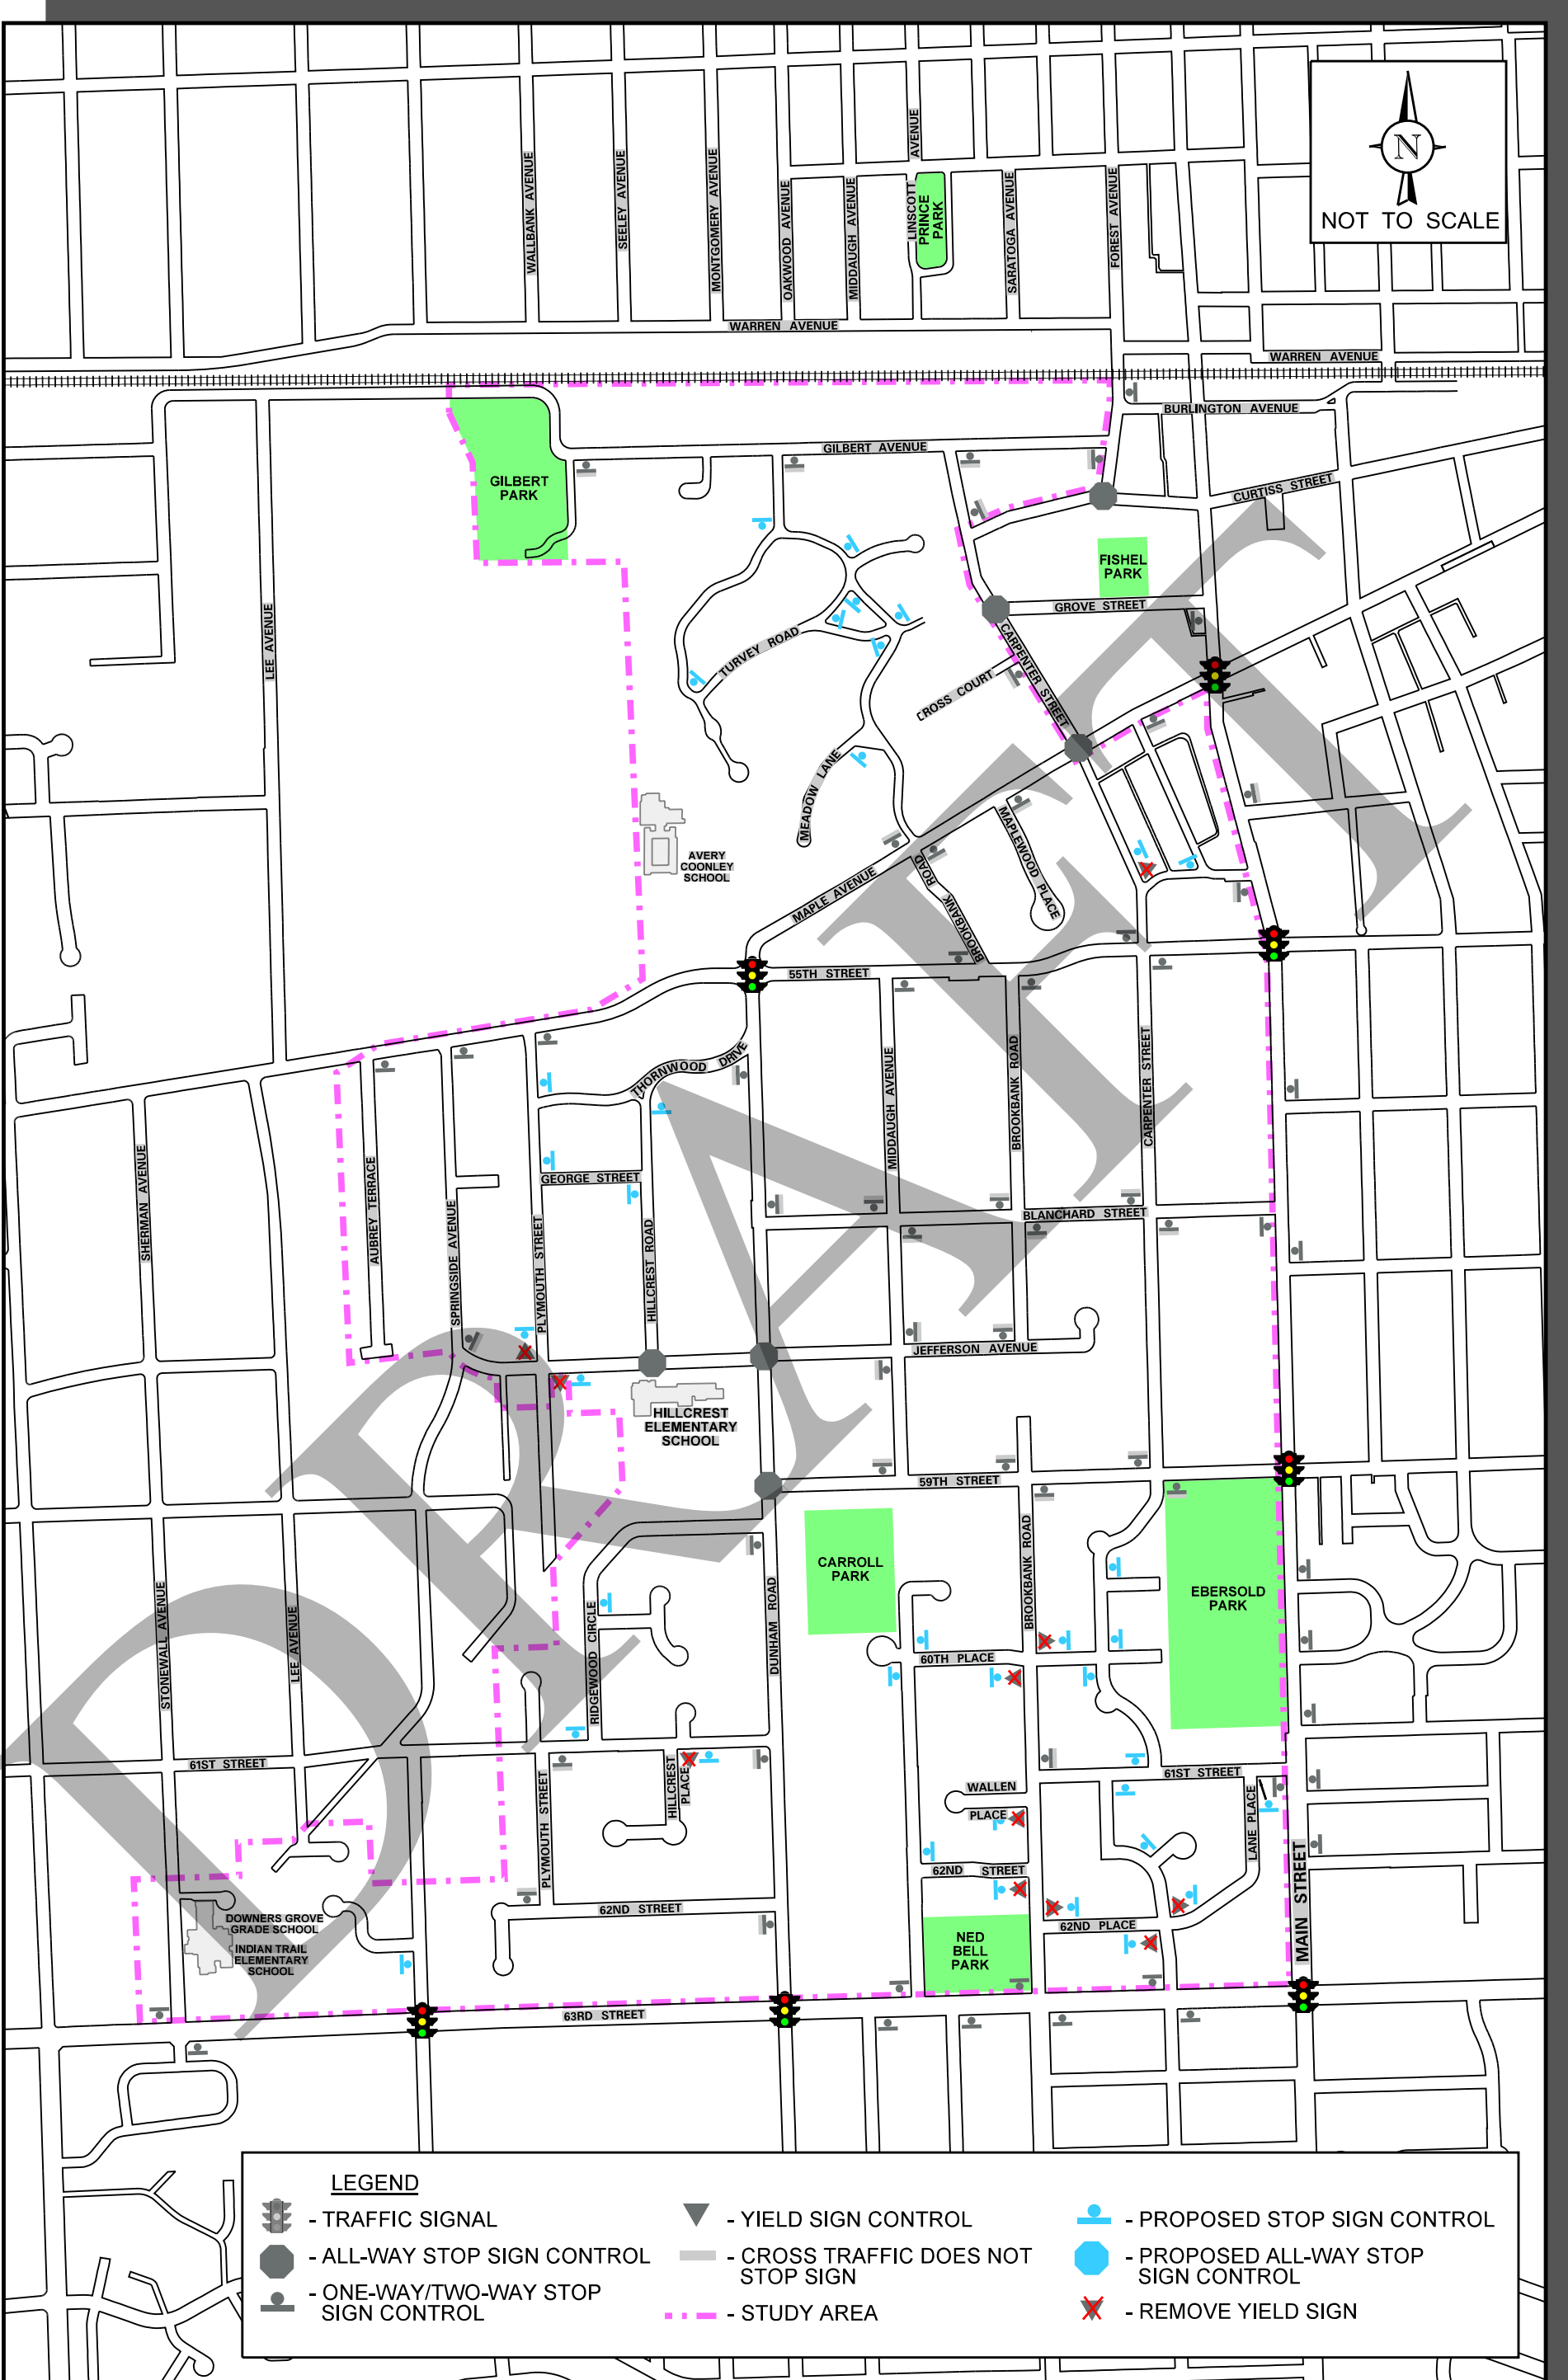 AVENUE
WALLBANK AVENUE
SEELEY AVENUE
MONTGOMERY AVENUE
OAKWOOD AVENUE
MIDDAUGH AVENUE
LINSCOTT
PRINCE
PARK
SARATOGA AVENUE
FOREST AVENUE
N
NOT TO SCALE
WARREN AVENUE
WARREN AVENUE
BURLINGTON AVENUE
GILBERT AVENUE
GILBERT
PARK
CURTISS STREET
FISHEL
PARK
GROVE STREET
LEE AVENUE
TURVEY ROAD
CARPENTER STREET
CROSS COURT
MEADOW LANE
MAPLEWOOD PLACE
AVERY
COONLEY
SCHOOL
MAPLE AVENUE
ROAD
BROOKBANK
55TH STREET
THORNWOOD DRIVE
MIDDAUGH AVENUE
BROOKBANK ROAD
CARPENTER STREET
SHERMAN AVENUE
AUBREY TERRACE
SPRINGSIDE AVENUE
PLYMOUTH STREET
GEORGE STREET
HILLCREST ROAD
BLANCHARD STREET
JEFFERSON AVENUE
HILLCREST
ELEMENTARY
SCHOOL
59TH STREET
CARROLL
PARK
BROOKBANK ROAD
EBERSOLD
PARK
STONEWALL AVENUE
LEE AVENUE
RIDGEWOOD CIRCLE
DUNHAM ROAD
60TH PLACE
61ST STREET
PLYMOUTH STREET
HILLCREST
PLACE
WALLEN
PLACE
61ST STREET
LANE PLACE
MAIN STREET
62ND STREET
62ND STREET
62ND PLACE
DOWNERS GROVE
GRADE SCHOOL
INDIAN TRAIL
ELEMENTARY
SCHOOL
NED
BELL
PARK
63RD STREET
DRAFT
LEGEND
- TRAFFIC SIGNAL
- ALL-WAY STOP SIGN CONTROL
- ONE-WAY/TWO-WAY STOP
SIGN CONTROL
- YIELD SIGN CONTROL
- CROSS TRAFFIC DOES NOT
STOP SIGN
- STUDY AREA
- PROPOSED STOP SIGN CONTROL
- PROPOSED ALL-WAY STOP
SIGN CONTROL
- REMOVE YIELD SIGN